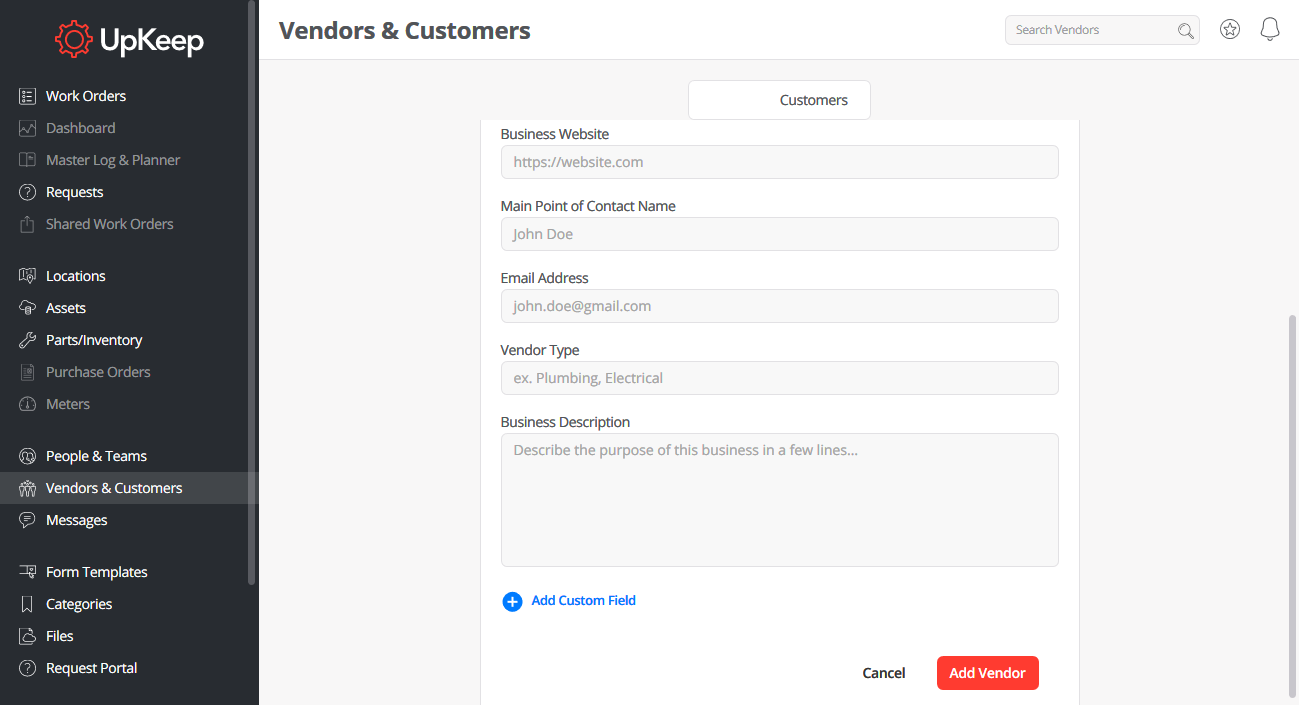 UpKeep
Work Orders
Dashboard
Master Log & Planner
Requests
Shared Work Orders
Locations
Assets
Parts/Inventory
Purchase Orders
Meters
People & Teams
Vendors & Customers
Messages
Form Templates
Categories
Files
Request Portal
Vendors & Customers
Search Vendors
Customers
Business Website
https://website.com
Main Point of Contact Name
John Doe
Email Address
john.doe@gmail.com
Vendor Type
ex. Plumbing, Electrical
Business Description
Describe the purpose of this business in a few lines...
Add Custom Field
Cancel
Add Vendor